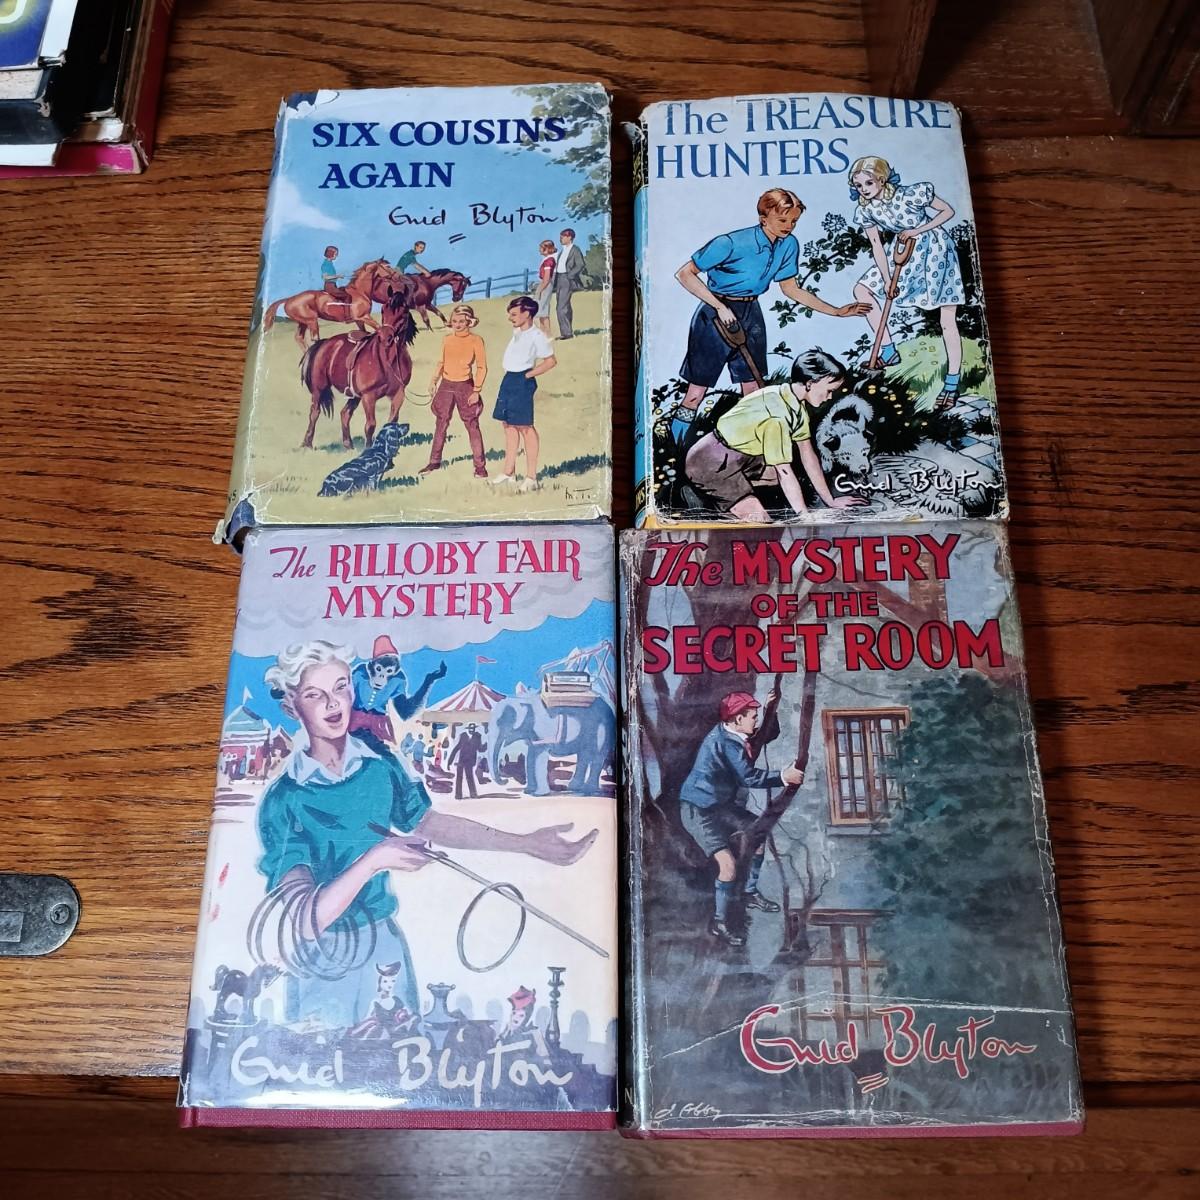 SIX COUSINS
AGAIN
Enid Blyton
The TREASURE
HUNTERS
Enid Blyton
The RILLOBY FAIR
MYSTERY
Enid Blyton
The MYSTERY
OF THE
SECRET ROOM
Enid Blyton